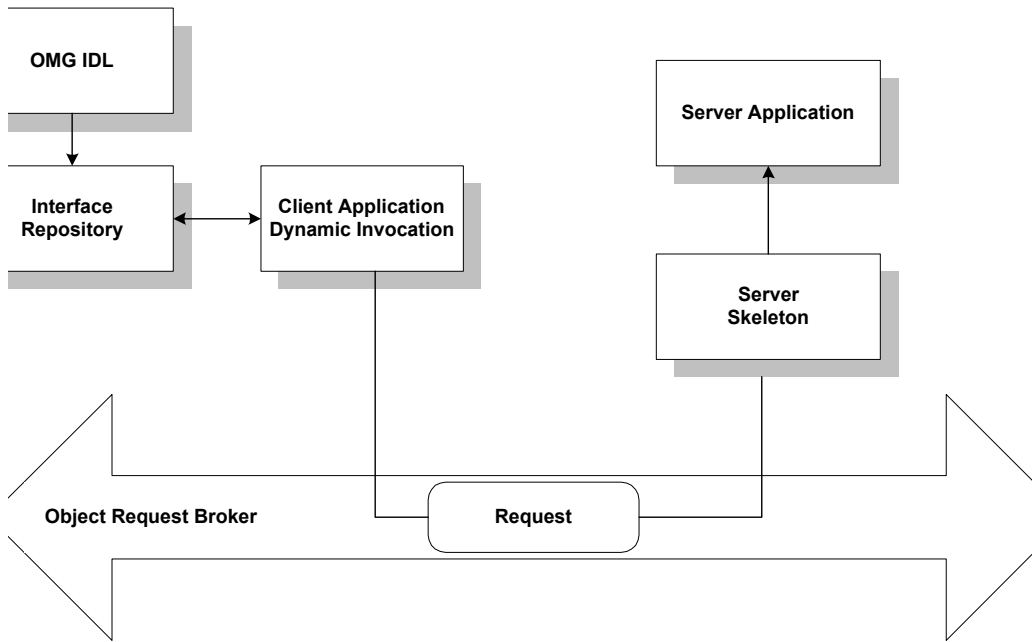 OMG IDL
Server Application
Interface
Repository
Client Application
Dynamic Invocation
Server
Skeleton
Object Request Broker
Request